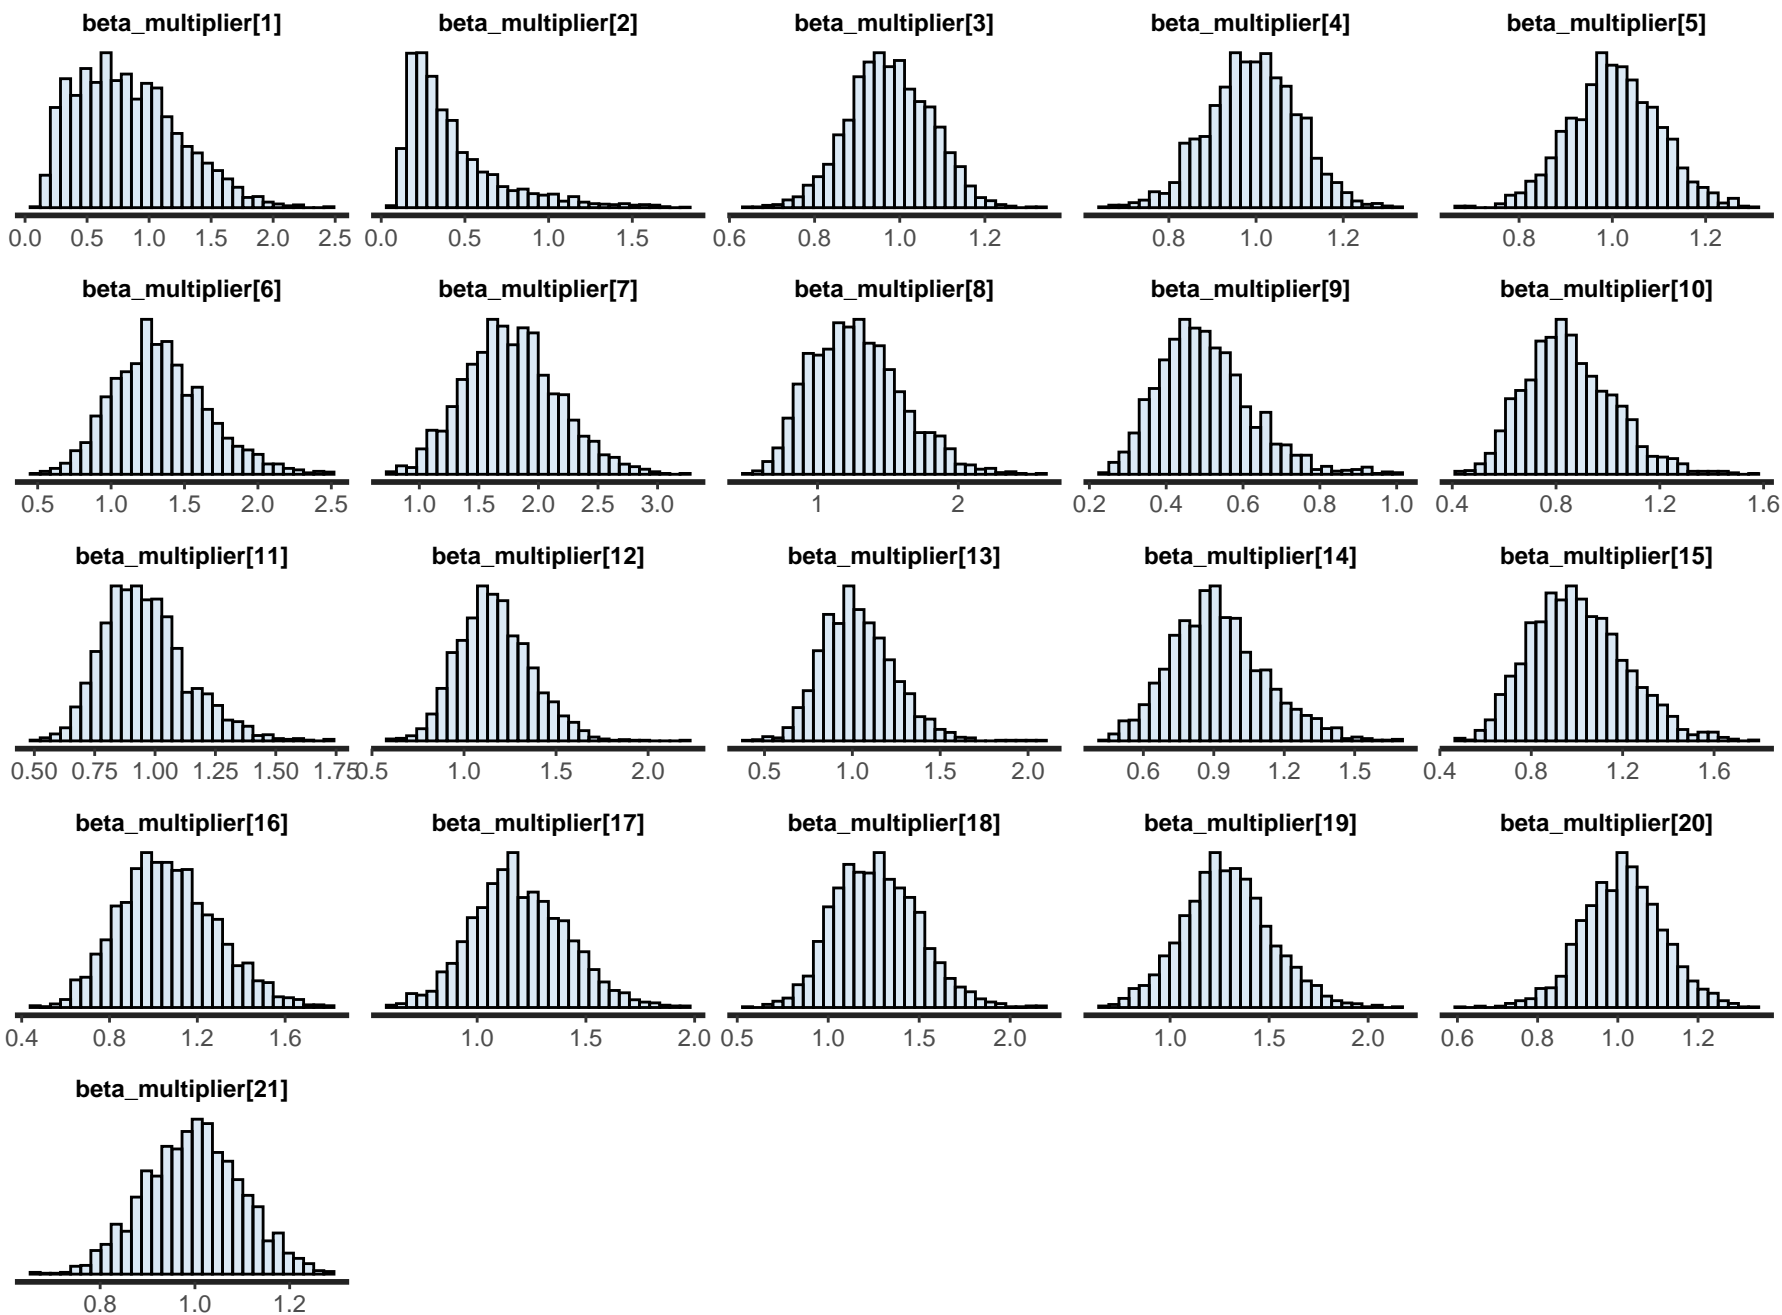 beta_multiplier[1] beta_multiplier[2] beta_multiplier[3] beta_multiplier[4] beta_multiplier[5]
0.0 0.5 1.0 1.5 2.0 2.5 0.0 0.5 1.0 1.5 0.6 0.8 1.0 1.2 0.8 1.0 1.2 0.8 1.0 1.2
beta_multiplier[6] beta_multiplier[7] beta_multiplier[8] beta_multiplier[9] beta_multiplier[10]
0.5 1.0 1.5 2.0 2.5 1.0 1.5 2.0 2.5 3.0 1 2 0.2 0.4 0.6 0.8 1.0 0.4 0.8 1.2 1.6
beta_multiplier[11] beta_multiplier[12] beta_multiplier[13] beta_multiplier[14] beta_multiplier[15]
0.50 0.75 1.00 1.25 1.50 1.75 0.5 1.0 1.5 2.0 0.5 1.0 1.5 2.0 0.6 0.9 1.2 1.5 0.4 0.8 1.2 1.6
beta_multiplier[16] beta_multiplier[17] beta_multiplier[18] beta_multiplier[19] beta_multiplier[20]
0.4 0.8 1.2 1.6 1.0 1.5 2.0 0.5 1.0 1.5 2.0 1.0 1.5 2.0 0.6 0.8 1.0 1.2
beta_multiplier[21]
0.8 1.0 1.2